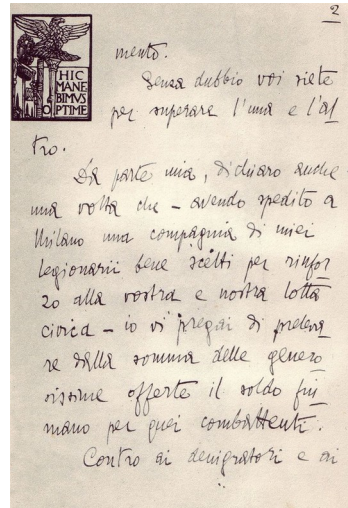 2
HIC
MANE
BIMVS
OPTIME
mento.
Senza dubbio voi siete
per superare l'una e l'al
tro.
Da parte mia, dichiaro anche
una volta che – avendo spedito a
Milano una compagnia di miei
legionarii bene scelti per rinfor
zo alla vostra e nostra lotta
civica – io vi pregai di preleva
re dalla somma delle genero
sissime offerte il soldo fiu
mano per quei combattenti.
Contro ai denigratori e ai